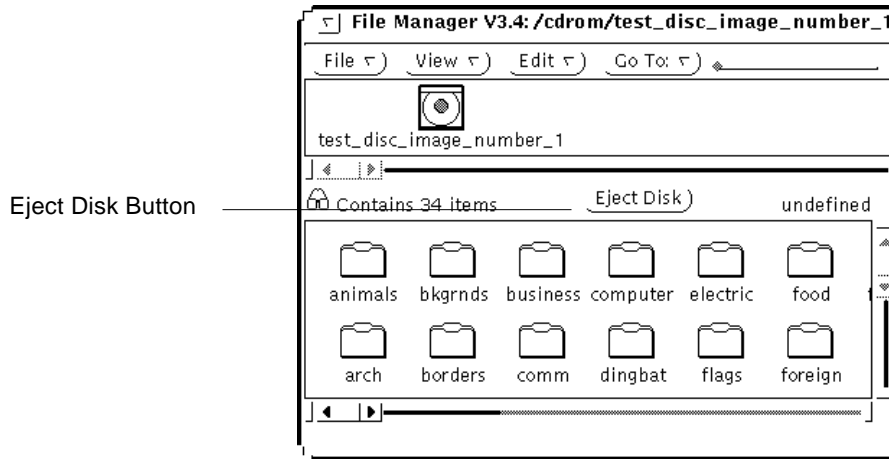 File Manager V3.4: /cdrom/test_disc_image_number_1
File View Edit Go To:
test_disc_image_number_1
Eject Disk Button
Contains 34 items Eject Disk undefined
animals bkgrnds business computer electric food
arch borders comm dingbat flags foreign